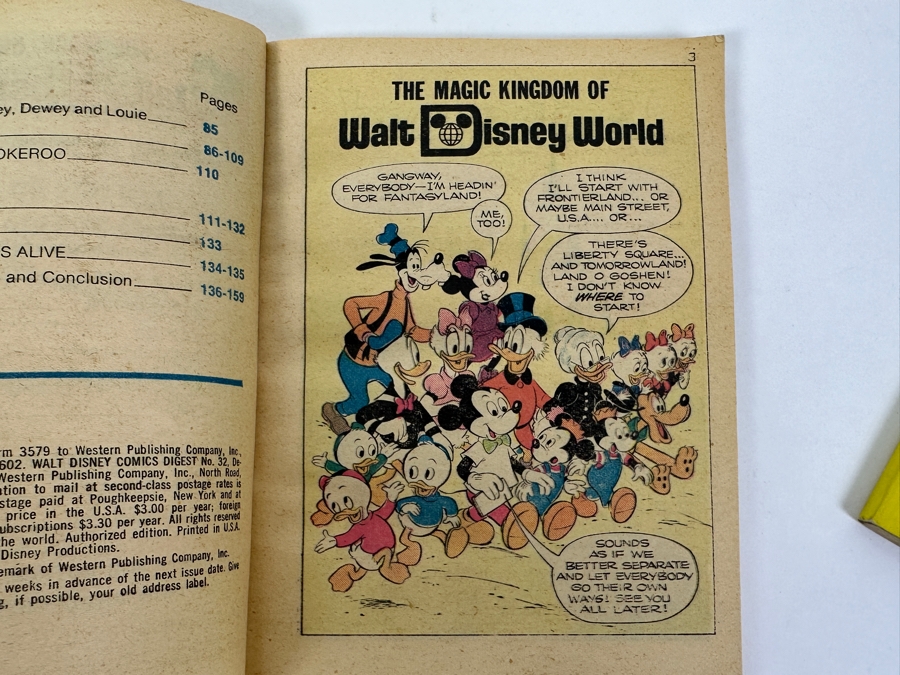 Pages
ey, Dewey and Louie
85
86-109
OKEROO
110
111-132
133
S ALIVE
134-135
and Conclusion
136-159
rm 3579 to Western Publishing Company, Inc.,
602. WALT DISNEY COMICS DIGEST No. 32, De-
Western Publishing Company, Inc., North Road,
ntion to mail at second-class postage rates is
stage paid at Poughkeepsie, New York and at
price in the U.S.A. $3.00 per year; foreign
ubscriptions $3.30 per year. All rights reserved
the world. Authorized edition. Printed in U.S.A.
Disney Productions.
emark of Western Publishing Company, Inc.
weeks in advance of the next issue date. Give
g, if possible, your old address label.
3
THE MAGIC KINGDOM OF
Walt Disney World
GANGWAY,
EVERYBODY—I'M HEADIN'
FOR FANTASYLAND!
ME,
TOO!
I THINK
I'LL START WITH
FRONTIERLAND... OR
MAYBE MAIN STREET,
U.S.A.... OR...
THERE'S
LIBERTY SQUARE...
AND TOMORROWLAND!
LAND O GOSHEN!
I DON'T KNOW
WHERE TO
START!
SOUNDS
AS IF WE
BETTER SEPARATE
AND LET EVERYBODY
GO THEIR OWN
WAYS! SEE YOU
ALL LATER!